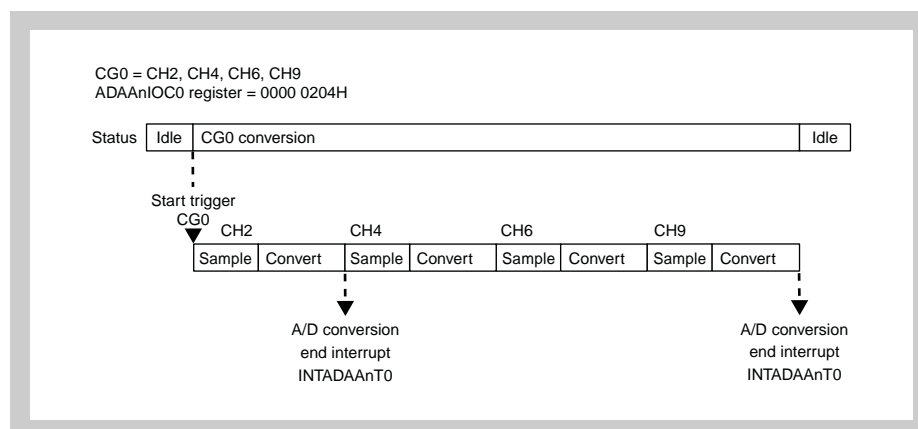 CG0 = CH2, CH4, CH6, CH9
ADAAnIOC0 register = 0000 0204H
Status Idle CG0 conversion Idle
Start trigger
CG0
CH2 CH4 CH6 CH9
Sample Convert Sample Convert Sample Convert Sample Convert
A/D conversion
end interrupt
INTADAAnT0
A/D conversion
end interrupt
INTADAAnT0